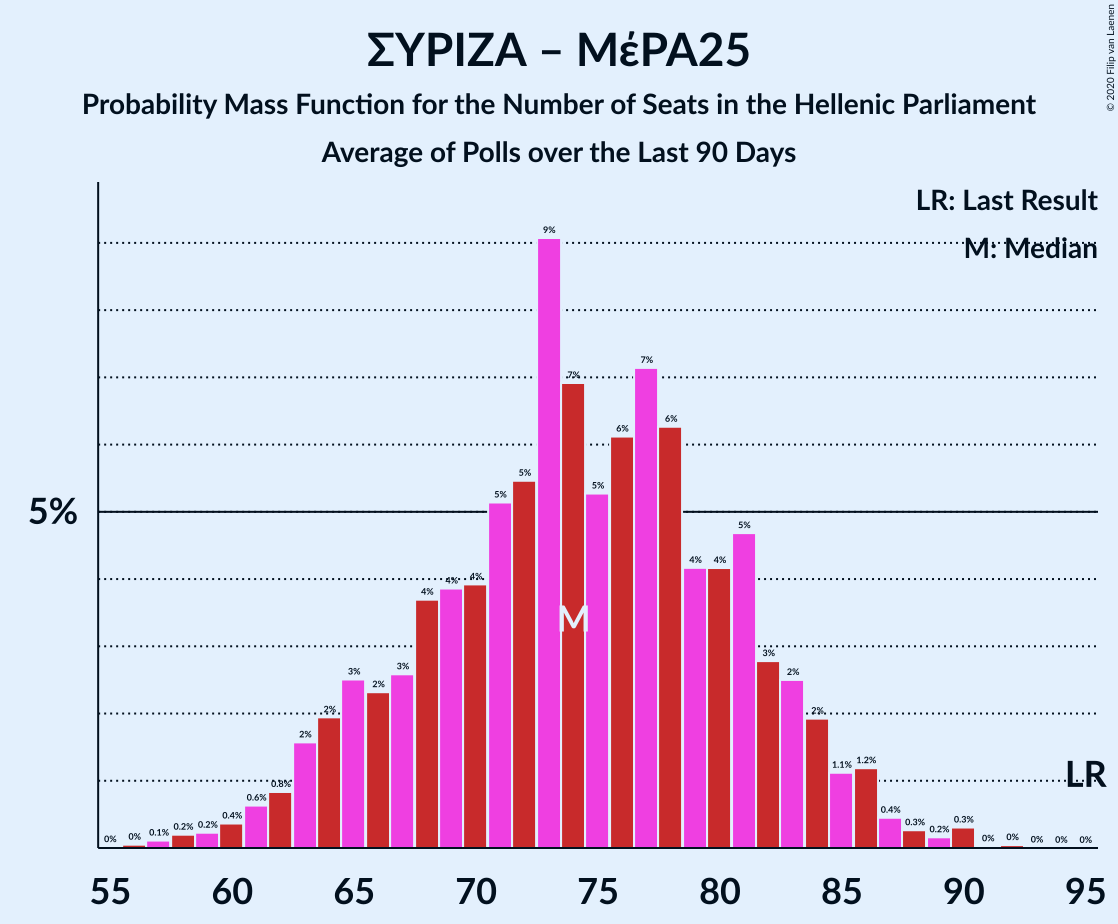 ΣΥΡΙΖΑ – ΜέΡΑ25
Probability Mass Function for the Number of Seats in the Hellenic Parliament
Average of Polls over the Last 90 Days
© 2020 Filip van Laenen
LR: Last Result
M: Median
5%
0% 0% 0.1% 0.2% 0.2% 0.4% 0.6% 0.8% 2% 2% 3% 2% 3% 4% 4% 4% 5% 5% 9% 7% 5% 6% 7% 6% 4% 4% 5% 3% 2% 2% 1.1% 1.2% 0.4% 0.3% 0.2% 0.3% 0% 0% 0% 0% 0%
M
LR
55 60 65 70 75 80 85 90 95